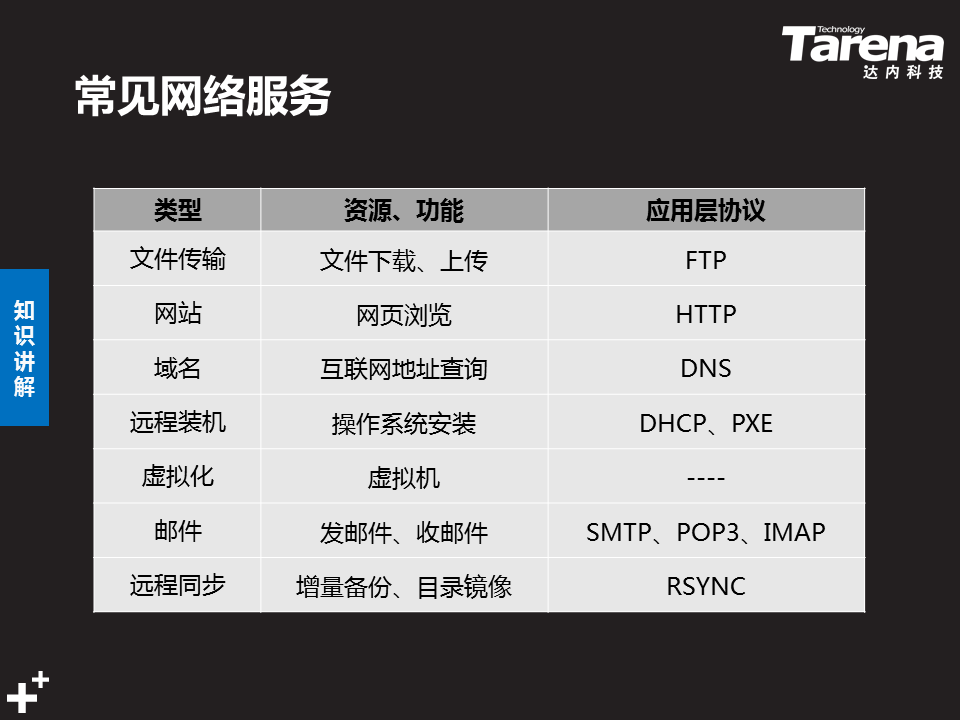 Technology
Tarena
达内科技
常见网络服务
类型 资源、功能 应用层协议
文件传输 文件下载、上传 FTP
网站 网页浏览 HTTP
域名 互联网地址查询 DNS
远程装机 操作系统安装 DHCP、PXE
虚拟化 虚拟机 ----
邮件 发邮件、收邮件 SMTP、POP3、IMAP
远程同步 增量备份、目录镜像 RSYNC
知识讲解